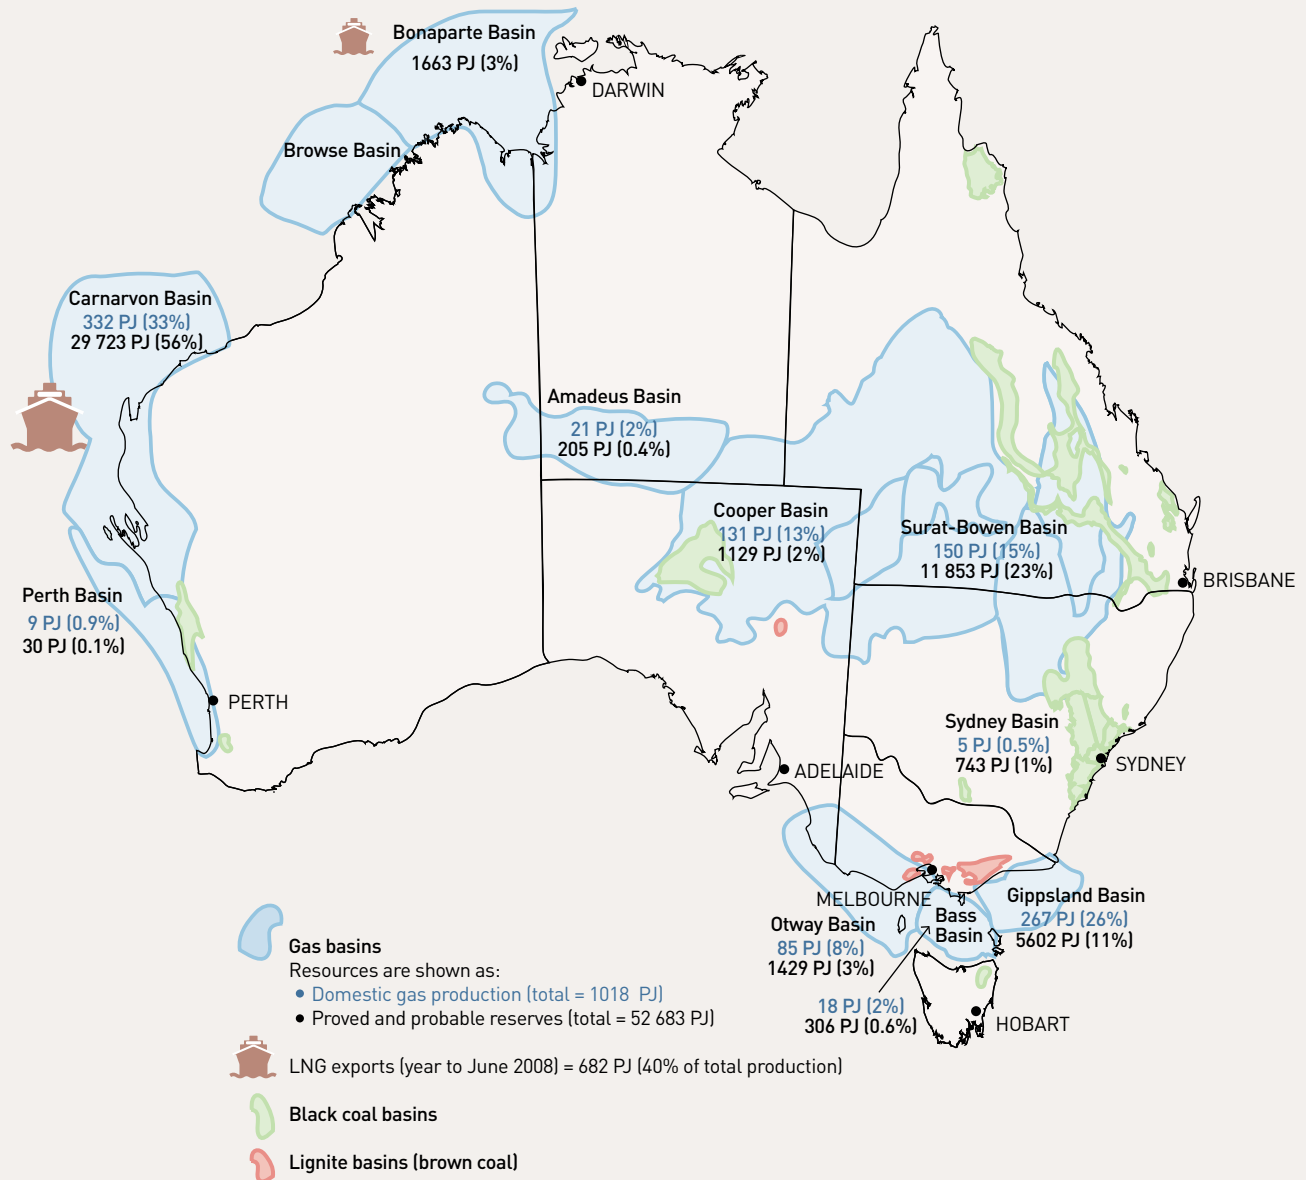 Bonaparte Basin
1663 PJ (3%)
DARWIN
Browse Basin
Carnarvon Basin
332 PJ (33%)
29 723 PJ (56%)
Amadeus Basin
21 PJ (2%)
205 PJ (0.4%)
Cooper Basin
131 PJ (13%)
1129 PJ (2%)
Surat-Bowen Basin
150 PJ (15%)
11 853 PJ (23%)
BRISBANE
Perth Basin
9 PJ (0.9%)
30 PJ (0.1%)
PERTH
Sydney Basin
5 PJ (0.5%)
743 PJ (1%)
SYDNEY
ADELAIDE
MELBOURNE
Gippsland Basin
267 PJ (26%)
5602 PJ (11%)
Bass
Basin
Otway Basin
85 PJ (8%)
1429 PJ (3%)
18 PJ (2%)
306 PJ (0.6%)
HOBART
Gas basins
Resources are shown as:
• Domestic gas production (total = 1018 PJ)
• Proved and probable reserves (total = 52 683 PJ)
LNG exports (year to June 2008) = 682 PJ (40% of total production)
Black coal basins
Lignite basins (brown coal)